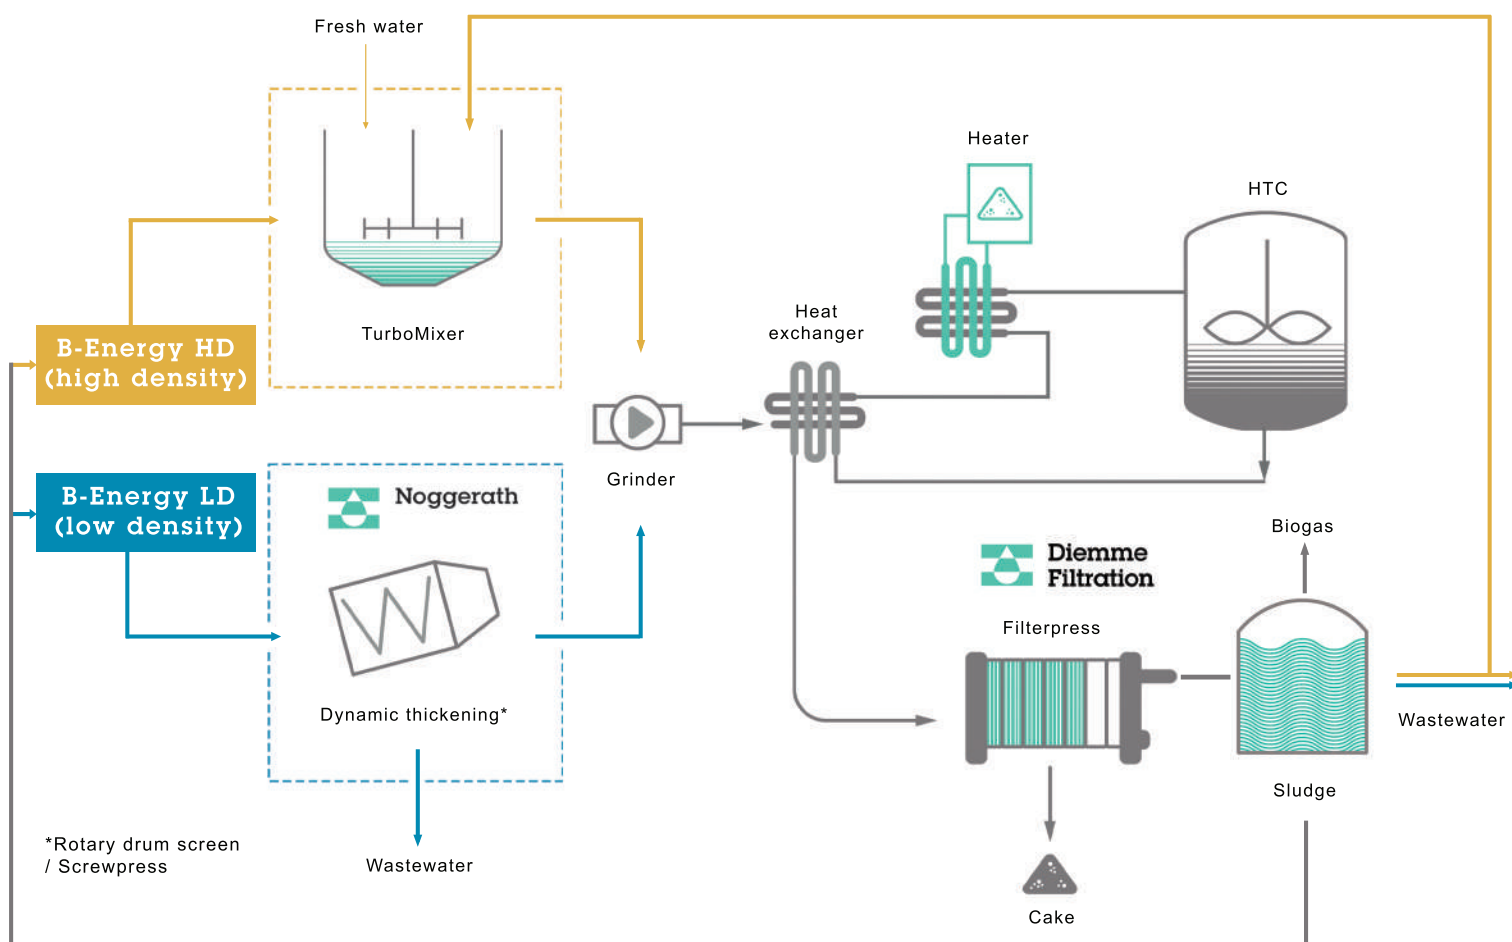 Fresh water
Heater
HTC
Heat
exchanger
TurboMixer
B-Energy HD
(high density)
Grinder
B-Energy LD
(low density)
Noggerath
Biogas
Diemme
Filtration
Filterpress
Dynamic thickening*
Wastewater
Sludge
*Rotary drum screen
/ Screwpress
Wastewater
Cake